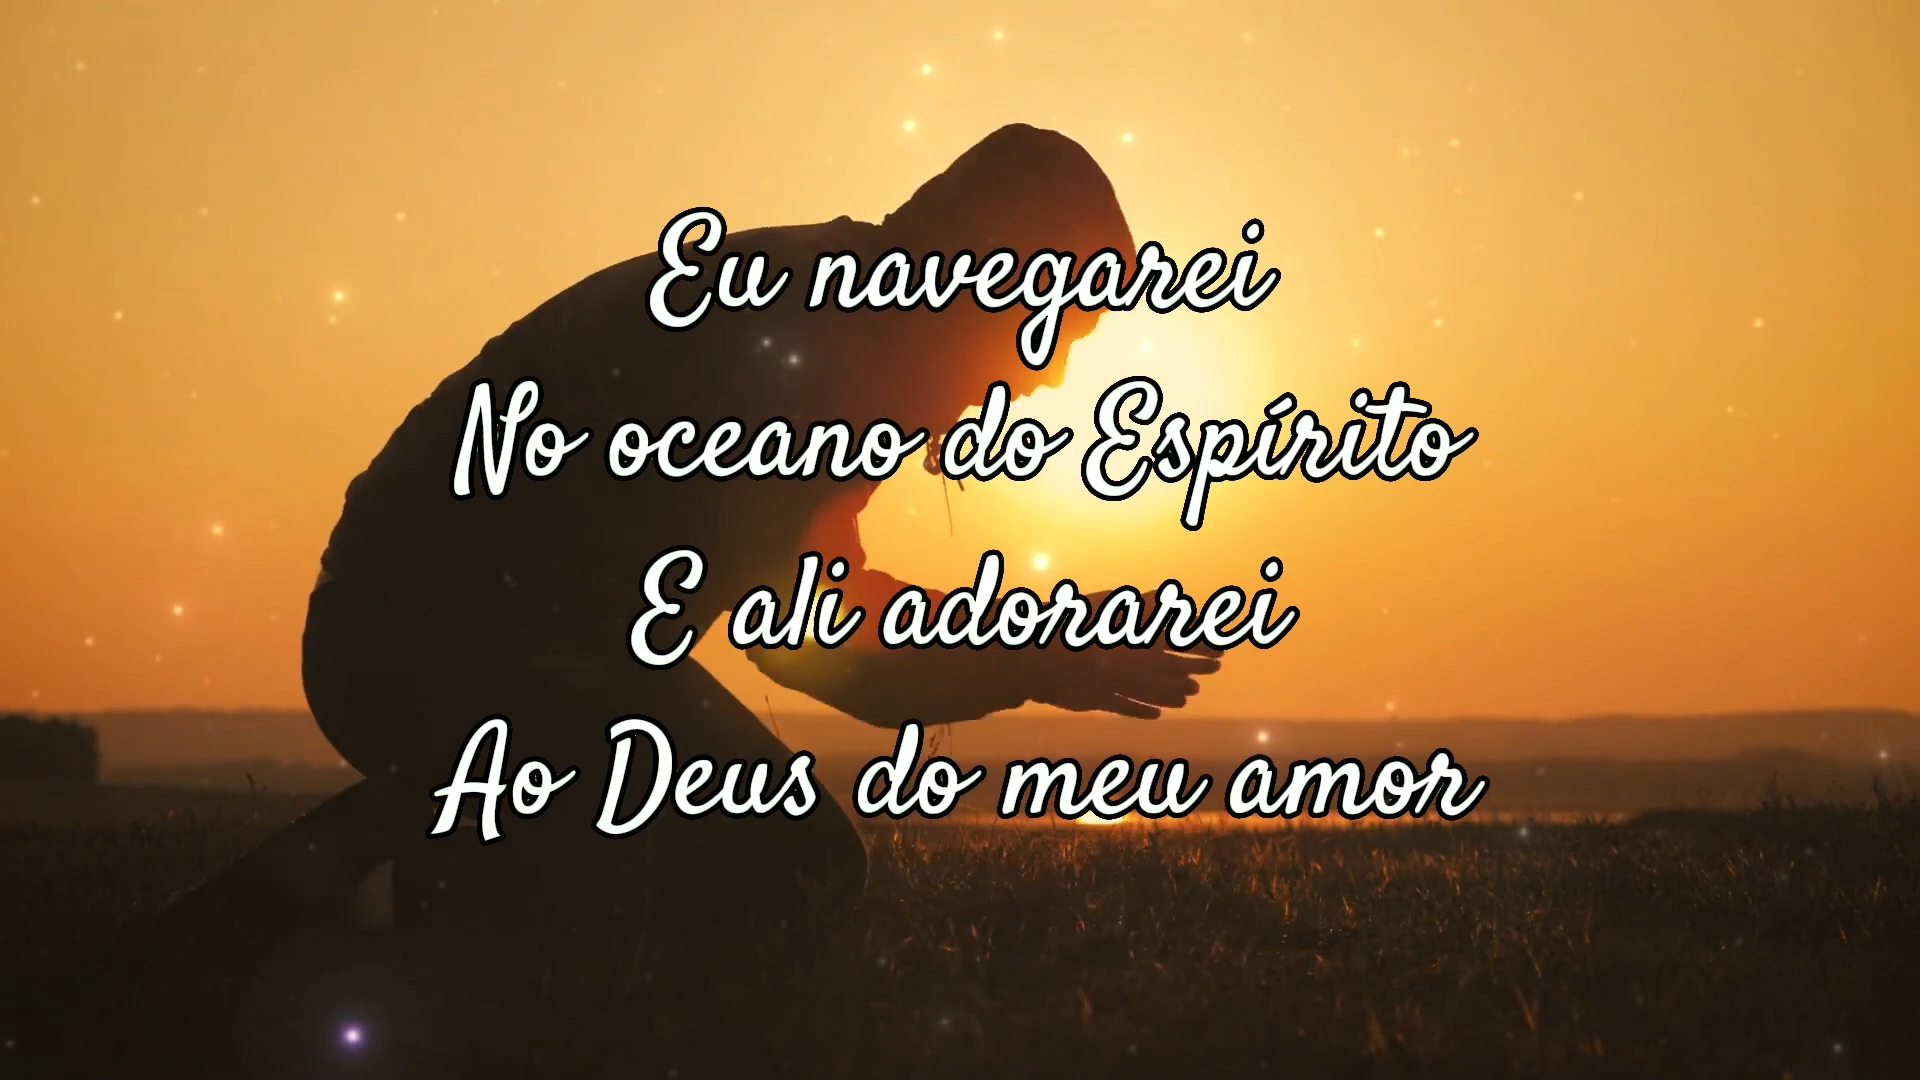 Eu navegarei
No oceano do Espírito
E ali adorarei
Ao Deus do meu amor